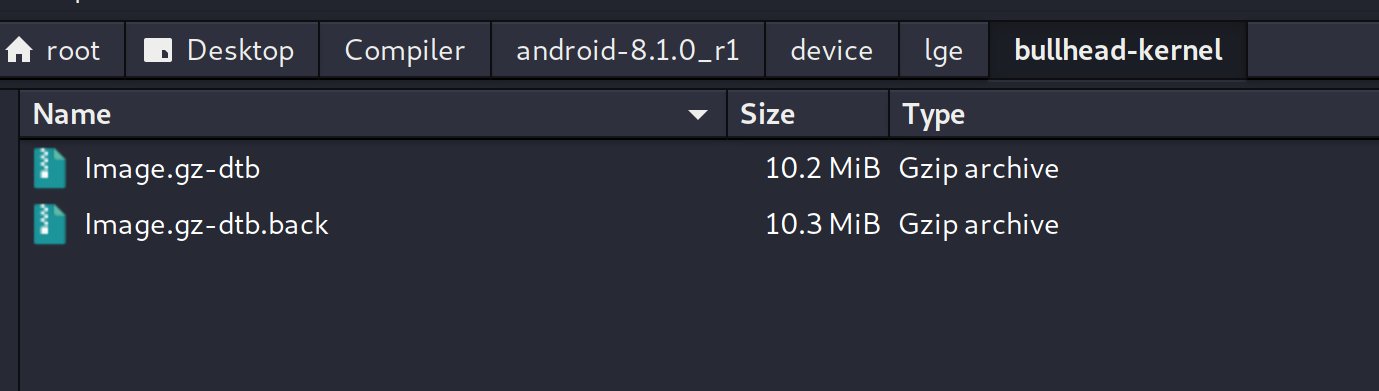 root Desktop Compiler android-8.1.0_r1 device lge bullhead-kernel
Name Size Type
Image.gz-dtb 10.2 MiB Gzip archive
Image.gz-dtb.back 10.3 MiB Gzip archive